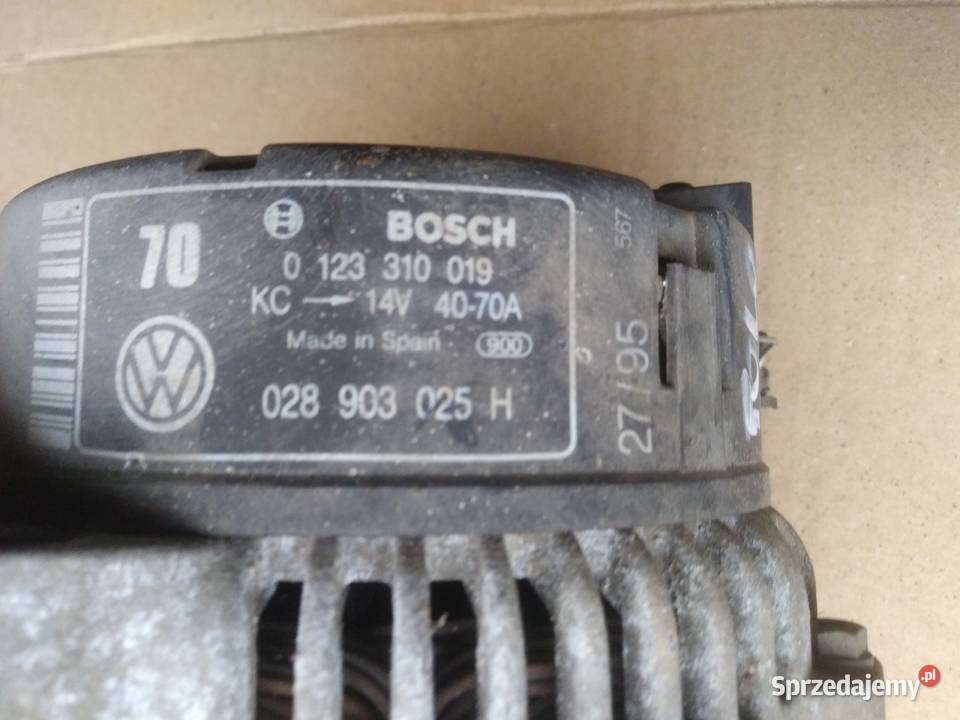 70
BOSCH
0 123 310 019
KC → 14V 40-70A
Made in Spain 900
028 903 025 H
27/95
567
Sprzedajemy.pl